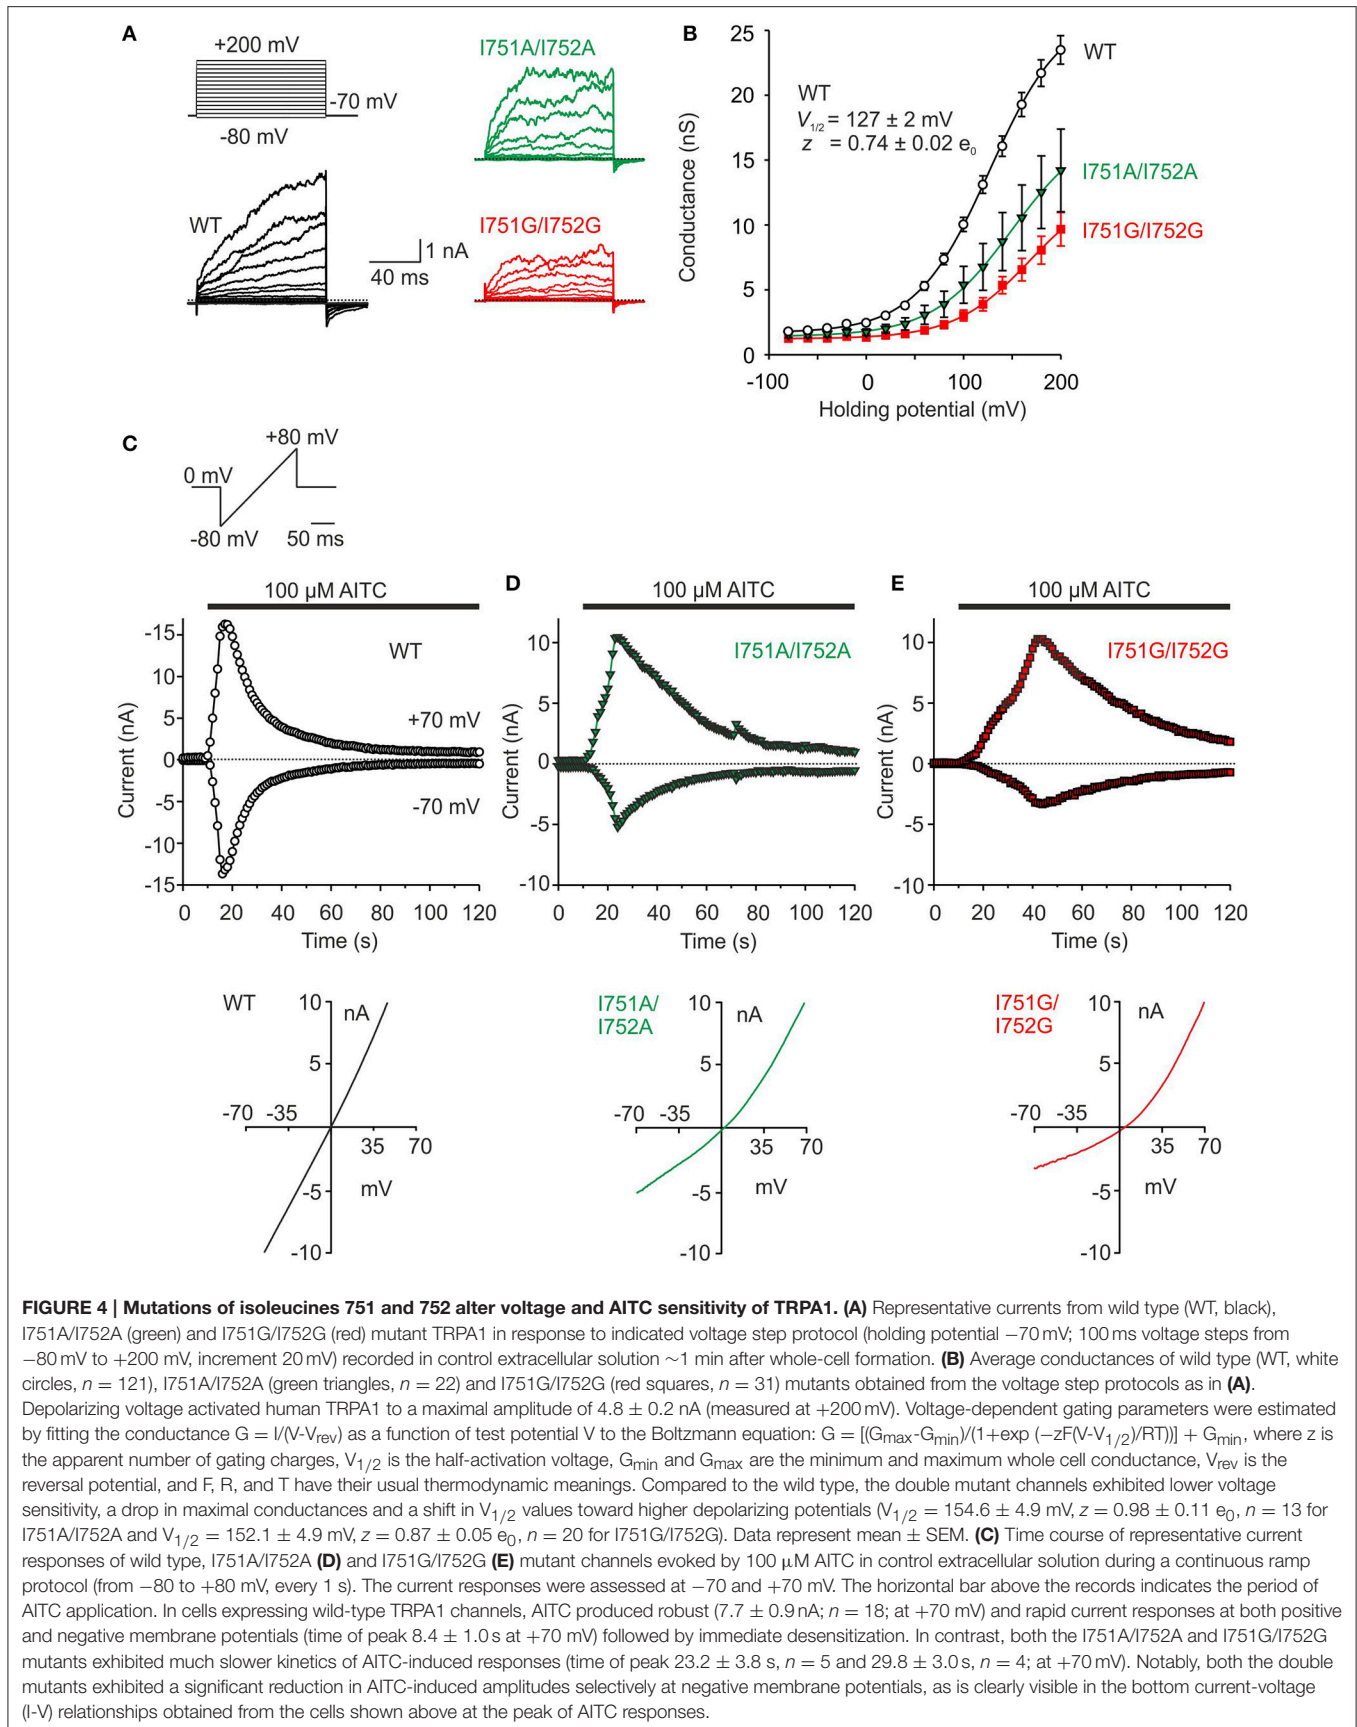 A
+200 mV
-70 mV
-80 mV
WT
I751A/I752A
I751G/I752G
1 nA
40 ms
B
25
20
15
10
5
0
Conductance (nS)
WT
V1/2 = 127 ± 2 mV
z = 0.74 ± 0.02 e0
WT
I751A/I752A
I751G/I752G
-100 0 100 200
Holding potential (mV)
C
+80 mV
0 mV
-80 mV
50 ms
100 µM AITC
-15
10
5
0
-5
-10
-15
Current (nA)
WT
+70 mV
-70 mV
0 20 40 60 80 100 120
Time (s)
D
100 µM AITC
10
5
0
-5
-10
Current (nA)
I751A/I752A
0 20 40 60 80 100 120
Time (s)
E
100 µM AITC
10
5
0
-5
-10
Current (nA)
I751G/I752G
0 20 40 60 80 100 120
Time (s)
WT
10
nA
5
-70 -35
35 70
-5
mV
-10
I751A/
I752A
10
nA
5
-70 -35
35 70
-5
mV
-10
I751G/
I752G
10
nA
5
-70 -35
35 70
-5
mV
-10
FIGURE 4 | Mutations of isoleucines 751 and 752 alter voltage and AITC sensitivity of TRPA1. (A) Representative currents from wild type (WT, black),
I751A/I752A (green) and I751G/I752G (red) mutant TRPA1 in response to indicated voltage step protocol (holding potential −70 mV; 100 ms voltage steps from
−80 mV to +200 mV, increment 20 mV) recorded in control extracellular solution ∼1 min after whole-cell formation. (B) Average conductances of wild type (WT, white
circles, n = 121), I751A/I752A (green triangles, n = 22) and I751G/I752G (red squares, n = 31) mutants obtained from the voltage step protocols as in (A).
Depolarizing voltage activated human TRPA1 to a maximal amplitude of 4.8 ± 0.2 nA (measured at +200 mV). Voltage-dependent gating parameters were estimated
by fitting the conductance G = I/(V-Vrev) as a function of test potential V to the Boltzmann equation: G = [(Gmax-Gmin)/(1+exp (−zF(V-V1/2)/RT))] + Gmin, where z is
the apparent number of gating charges, V1/2 is the half-activation voltage, Gmin and Gmax are the minimum and maximum whole cell conductance, Vrev is the
reversal potential, and F, R, and T have their usual thermodynamic meanings. Compared to the wild type, the double mutant channels exhibited lower voltage
sensitivity, a drop in maximal conductances and a shift in V1/2 values toward higher depolarizing potentials (V1/2 = 154.6 ± 4.9 mV, z = 0.98 ± 0.11 e0, n = 13 for
I751A/I752A and V1/2 = 152.1 ± 4.9 mV, z = 0.87 ± 0.05 e0, n = 20 for I751G/I752G). Data represent mean ± SEM. (C) Time course of representative current
responses of wild type, I751A/I752A (D) and I751G/I752G (E) mutant channels evoked by 100 µM AITC in control extracellular solution during a continuous ramp
protocol (from −80 to +80 mV, every 1 s). The current responses were assessed at −70 and +70 mV. The horizontal bar above the records indicates the period of
AITC application. In cells expressing wild-type TRPA1 channels, AITC produced robust (7.7 ± 0.9 nA; n = 18; at +70 mV) and rapid current responses at both positive
and negative membrane potentials (time of peak 8.4 ± 1.0 s at +70 mV) followed by immediate desensitization. In contrast, both the I751A/I752A and I751G/I752G
mutants exhibited much slower kinetics of AITC-induced responses (time of peak 23.2 ± 3.8 s, n = 5 and 29.8 ± 3.0 s, n = 4; at +70 mV). Notably, both the double
mutants exhibited a significant reduction in AITC-induced amplitudes selectively at negative membrane potentials, as is clearly visible in the bottom current-voltage
(I-V) relationships obtained from the cells shown above at the peak of AITC responses.